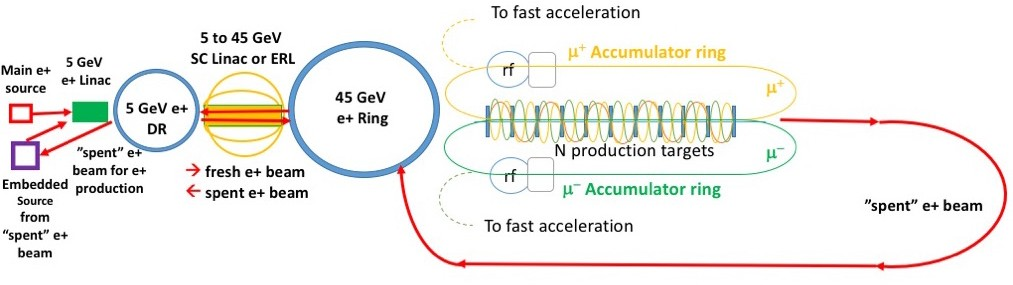 Main e+
source
5 GeV
e+ Linac
5 GeV e+
DR
5 to 45 GeV
SC Linac or ERL
45 GeV
e+ Ring
To fast acceleration
μ+ Accumulator ring
rf
μ+
N production targets
μ−
rf
μ− Accumulator ring
To fast acceleration
"spent" e+ beam
"spent" e+
beam for e+
production
→ fresh e+ beam
← spent e+ beam
Embedded
Source
from
"spent" e+
beam